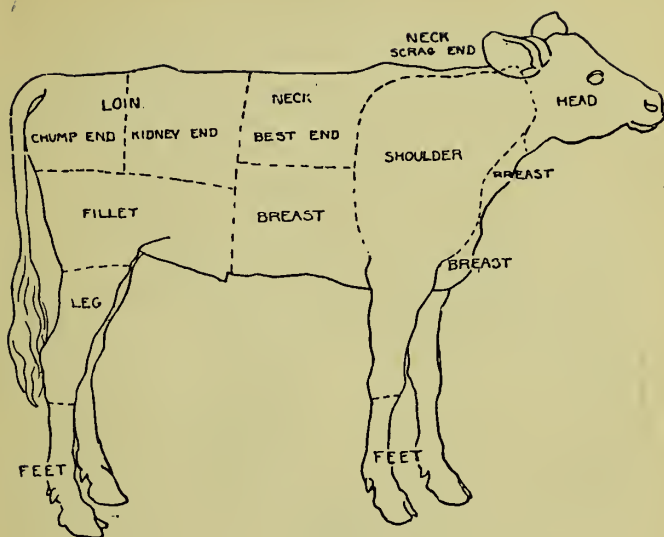 NECK
SCRAG END
LOIN.
CHUMP END
KIDNEY END
NECK
BEST END
HEAD
SHOULDER
BREAST
FILLET
BREAST
BREAST
LEG
FEET
FEET